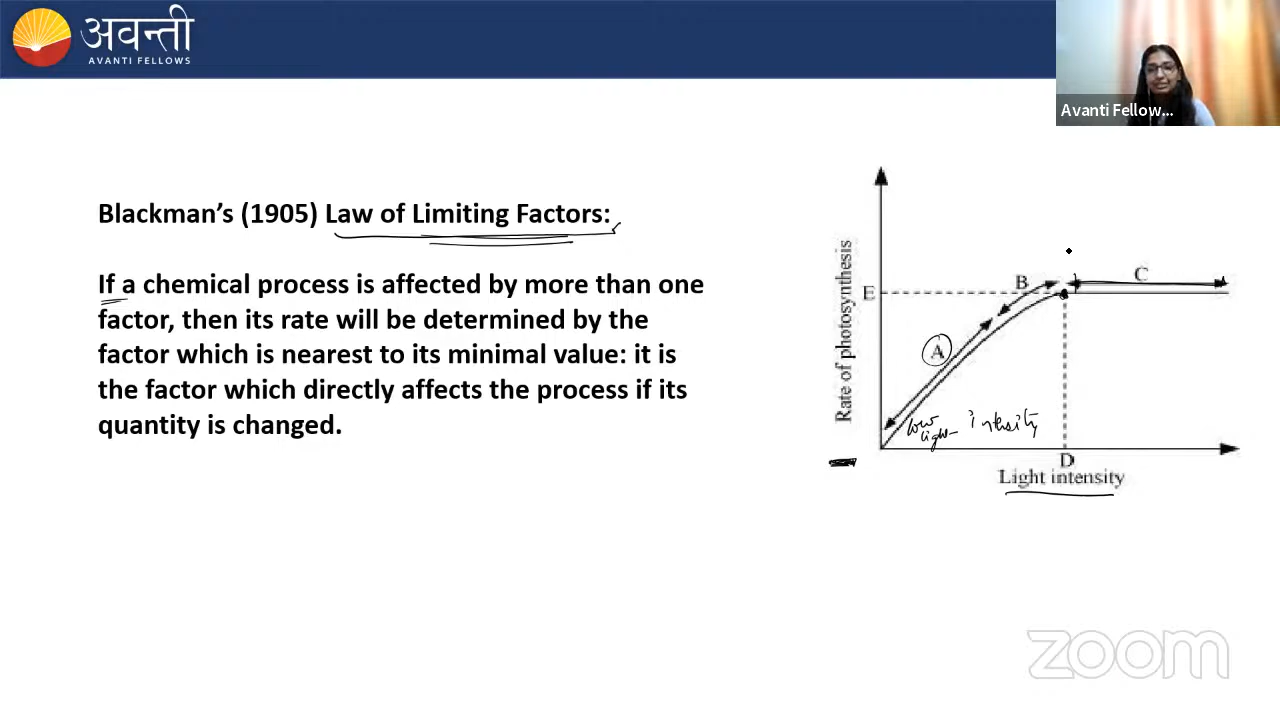 अवन्ती
AVANTI FELLOWS
Avanti Fellow...
Blackman's (1905) Law of Limiting Factors:
If a chemical process is affected by more than one
factor, then its rate will be determined by the
factor which is nearest to its minimal value: it is
the factor which directly affects the process if its
quantity is changed.
Rate of photosynthesis
E
A
B
C
low light intensity
D
Light intensity
zoom